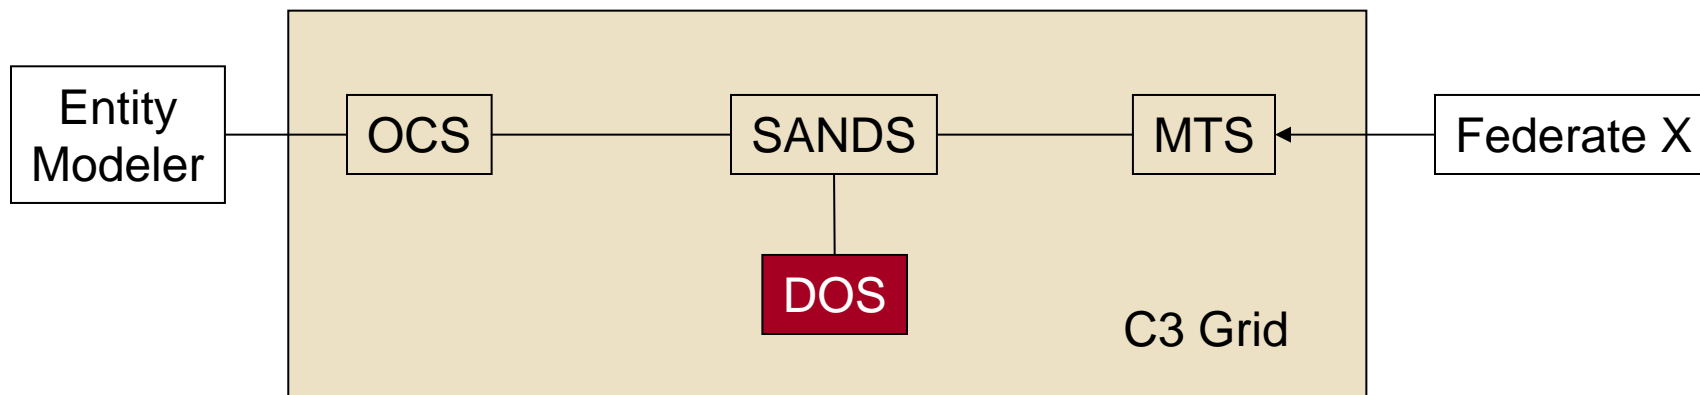 Entity
Modeler
OCS
SANDS
MTS
Federate X
DOS
C3 Grid